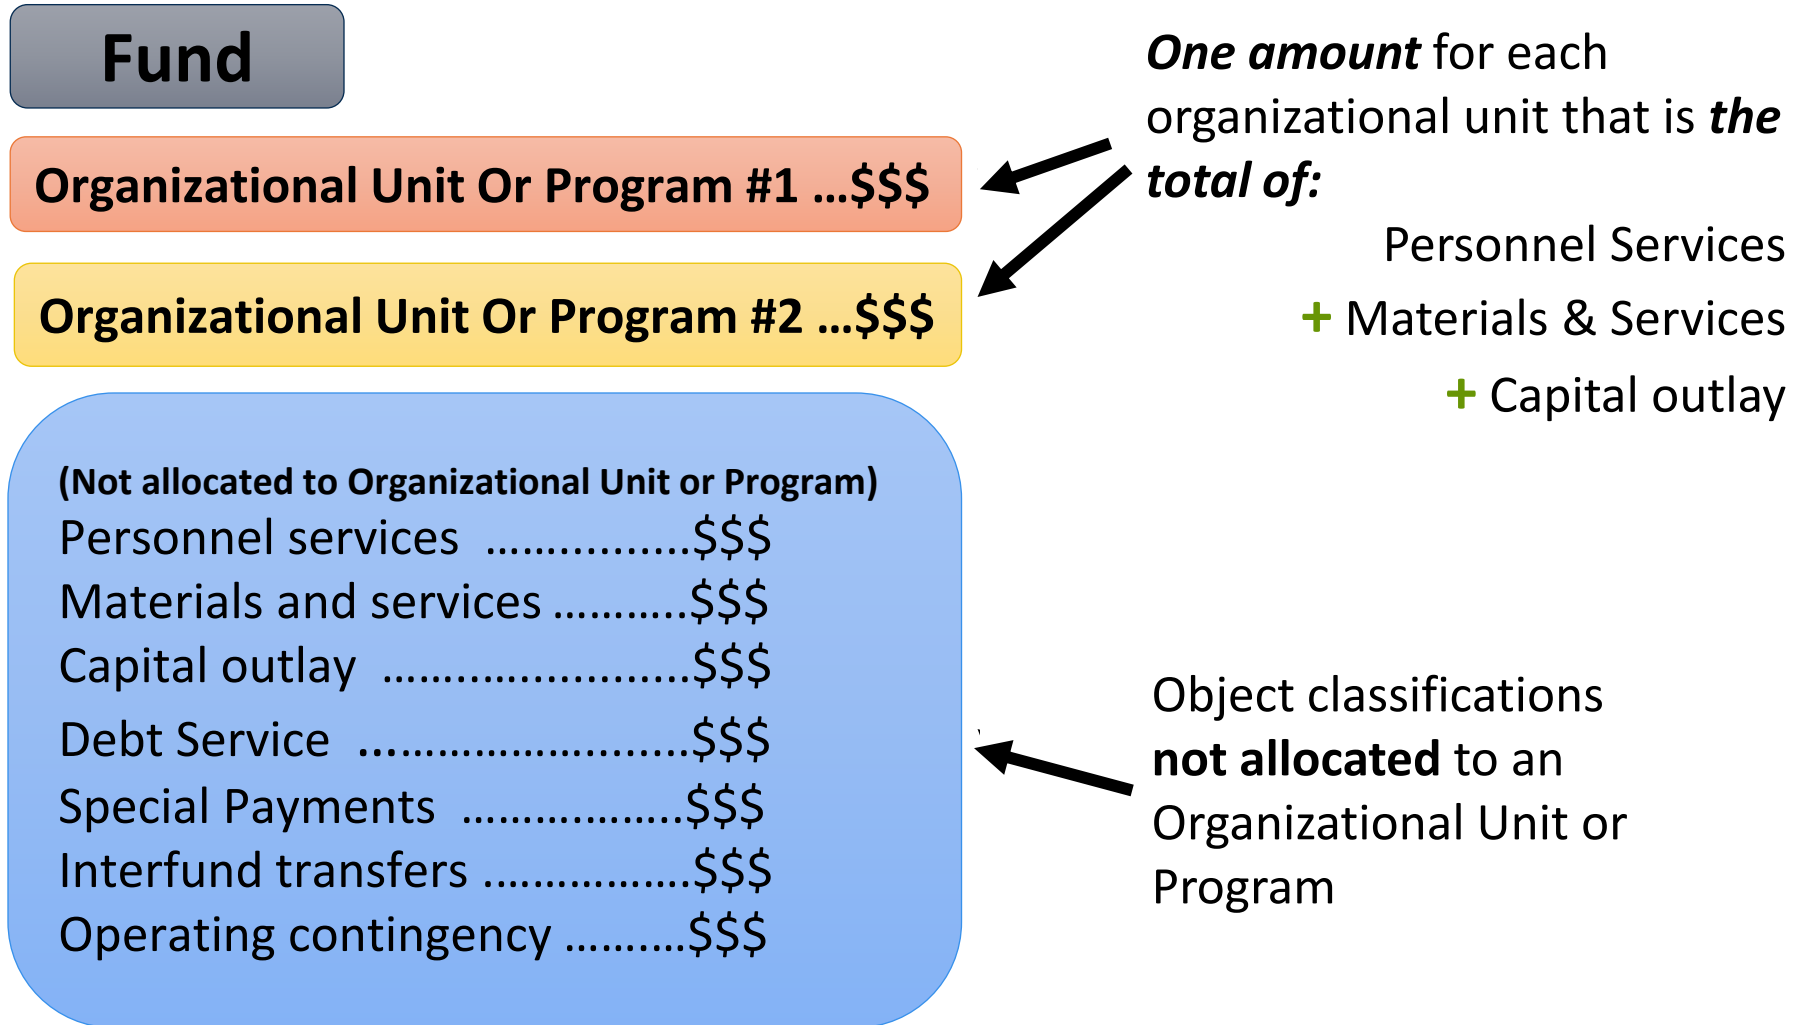 Fund
Organizational Unit Or Program #1 ...$$$
Organizational Unit Or Program #2 ...$$$
(Not allocated to Organizational Unit or Program)
Personnel services ................$$$
Materials and services ...........$$$
Capital outlay ........................$$$
Debt Service ..........................$$$
Special Payments ..................$$$
Interfund transfers .................$$$
Operating contingency ..........$$$
One amount for each
organizational unit that is the
total of:
Personnel Services
+ Materials & Services
+ Capital outlay
Object classifications
not allocated to an
Organizational Unit or
Program